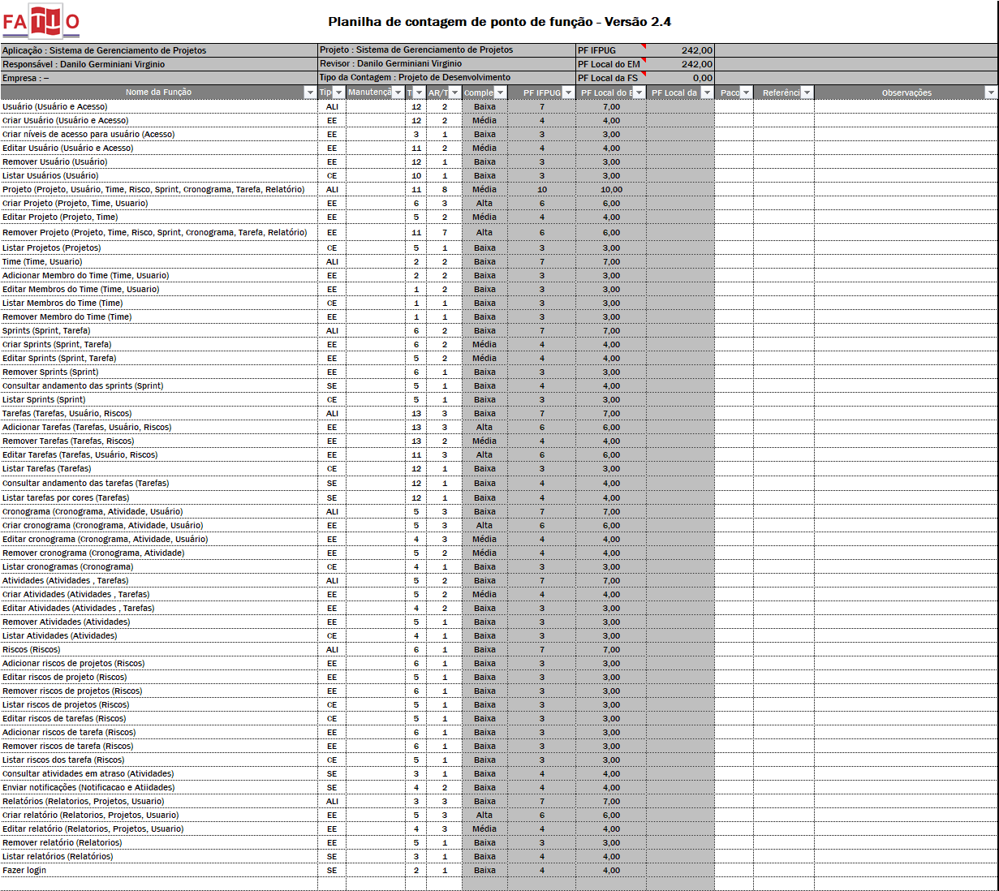 FATTO
Planilha de contagem de ponto de função - Versão 2.4
Aplicação : Sistema de Gerenciamento de Projetos Projeto : Sistema de Gerenciamento de Projetos PF IFPUG 242,00
Responsável : Danilo Germiniani Virginio Revisor : Danilo Germiniani Virginio PF Local do EM 242,00
Empresa : – Tipo da Contagem : Projeto de Desenvolvimento PF Local da FS 0,00
Nome da Função Tip Manutençã T AR/T Comple PF IFPUG PF Local do E PF Local da Paco Referênci Observações
Usuário (Usuário e Acesso) ALI 12 2 Baixa 7 7,00
Criar Usuário (Usuário e Acesso) EE 12 2 Média 4 4,00
Criar níveis de acesso para usuário (Acesso) EE 3 1 Baixa 3 3,00
Editar Usuário (Usuário e Acesso) EE 11 2 Média 4 4,00
Remover Usuário (Usuário) EE 12 1 Baixa 3 3,00
Listar Usuários (Usuário) CE 10 1 Baixa 3 3,00
Projeto (Projeto, Usuário, Time, Risco, Sprint, Cronograma, Tarefa, Relatório) ALI 11 8 Média 10 10,00
Criar Projeto (Projeto, Time, Usuario) EE 6 3 Alta 6 6,00
Editar Projeto (Projeto, Time) EE 5 2 Média 4 4,00
Remover Projeto (Projeto, Time, Risco, Sprint, Cronograma, Tarefa, Relatório) EE 11 7 Alta 6 6,00
Listar Projetos (Projetos) CE 5 1 Baixa 3 3,00
Time (Time, Usuario) ALI 2 2 Baixa 7 7,00
Adicionar Membro do Time (Time, Usuario) EE 2 2 Baixa 3 3,00
Editar Membros do Time (Time, Usuario) EE 1 2 Baixa 3 3,00
Listar Membros do Time (Time) CE 1 1 Baixa 3 3,00
Remover Membro do Time (Time) EE 1 1 Baixa 3 3,00
Sprints (Sprint, Tarefa) ALI 6 2 Baixa 7 7,00
Criar Sprints (Sprint, Tarefa) EE 6 2 Média 4 4,00
Editar Sprints (Sprint, Tarefa) EE 5 2 Média 4 4,00
Remover Sprints (Sprint) EE 6 1 Baixa 3 3,00
Consultar andamento das sprints (Sprint) SE 5 1 Baixa 4 4,00
Listar Sprints (Sprint) CE 5 1 Baixa 3 3,00
Tarefas (Tarefas, Usuário, Riscos) ALI 13 3 Baixa 7 7,00
Adicionar Tarefas (Tarefas, Usuário, Riscos) EE 13 3 Alta 6 6,00
Remover Tarefas (Tarefas, Riscos) EE 13 2 Média 4 4,00
Editar Tarefas (Tarefas, Usuário, Riscos) EE 11 3 Alta 6 6,00
Listar Tarefas (Tarefas) CE 12 1 Baixa 3 3,00
Consultar andamento das tarefas (Tarefas) SE 12 1 Baixa 4 4,00
Listar tarefas por cores (Tarefas) SE 12 1 Baixa 4 4,00
Cronograma (Cronograma, Atividade, Usuário) ALI 5 3 Baixa 7 7,00
Criar cronograma (Cronograma, Atividade, Usuário) EE 5 3 Alta 6 6,00
Editar cronograma (Cronograma, Atividade, Usuário) EE 4 3 Média 4 4,00
Remover cronograma (Cronograma, Atividade) EE 5 2 Média 4 4,00
Listar cronogramas (Cronograma) CE 4 1 Baixa 3 3,00
Atividades (Atividades , Tarefas) ALI 5 2 Baixa 7 7,00
Criar Atividades (Atividades , Tarefas) EE 5 2 Média 4 4,00
Editar Atividades (Atividades , Tarefas) EE 4 2 Baixa 3 3,00
Remover Atividades (Atividades) EE 5 1 Baixa 3 3,00
Listar Atividades (Atividades) CE 4 1 Baixa 3 3,00
Riscos (Riscos) ALI 6 1 Baixa 7 7,00
Adicionar riscos de projetos (Riscos) EE 6 1 Baixa 3 3,00
Editar riscos de projeto (Riscos) EE 5 1 Baixa 3 3,00
Remover riscos de projetos (Riscos) EE 6 1 Baixa 3 3,00
Listar riscos de projetos (Riscos) CE 5 1 Baixa 3 3,00
Editar riscos de tarefas (Riscos) CE 5 1 Baixa 3 3,00
Adicionar riscos de tarefa (Riscos) EE 6 1 Baixa 3 3,00
Remover riscos de tarefa (Riscos) EE 6 1 Baixa 3 3,00
Listar riscos dos tarefa (Riscos) CE 5 1 Baixa 3 3,00
Consultar atividades em atraso (Atividades) SE 3 1 Baixa 4 4,00
Enviar notificações (Notificacao e Atiidades) SE 4 2 Baixa 4 4,00
Relatórios (Relatorios, Projetos, Usuario) ALI 3 3 Baixa 7 7,00
Criar relatório (Relatorios, Projetos, Usuario) EE 5 3 Alta 6 6,00
Editar relatório (Relatorios, Projetos, Usuario) EE 4 3 Média 4 4,00
Remover relatório (Relatorios) EE 5 1 Baixa 3 3,00
Listar relatórios (Relatórios) SE 3 1 Baixa 4 4,00
Fazer login SE 2 1 Baixa 4 4,00